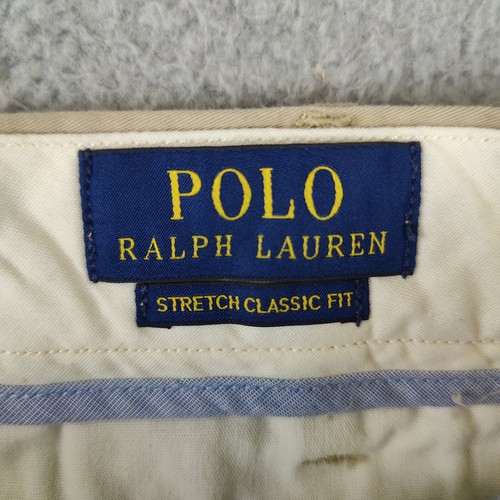 POLO
RALPH LAUREN
STRETCH CLASSIC FIT